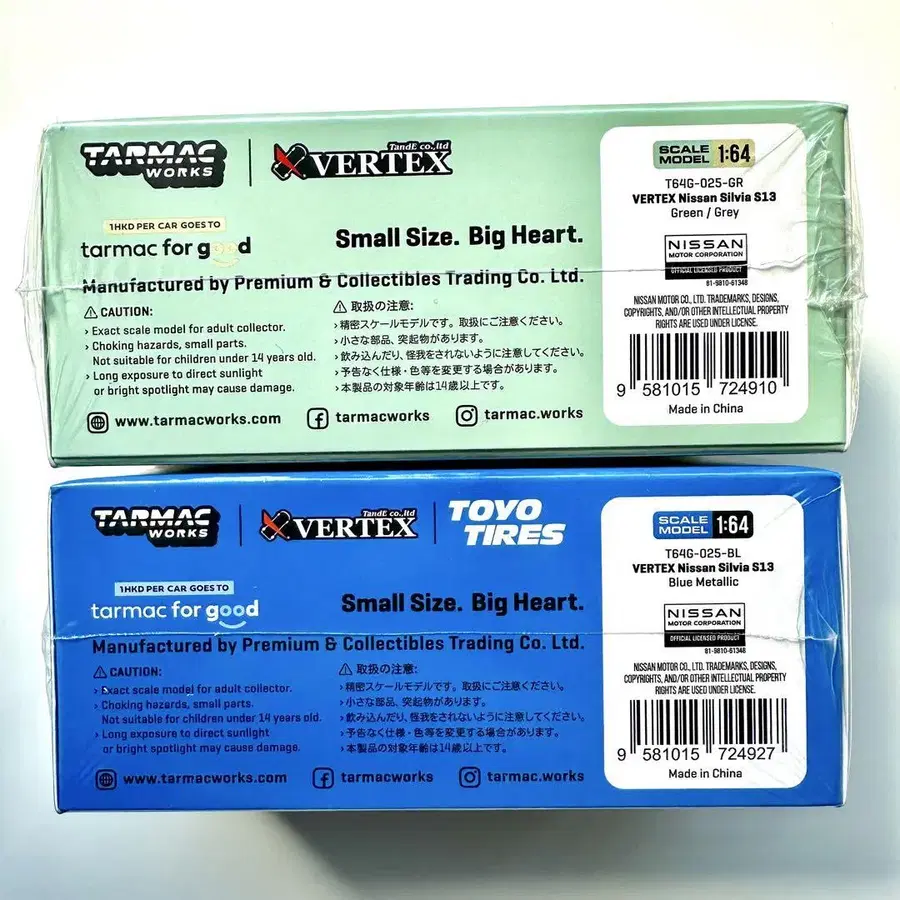 TARMAC WORKS
TandE co.,ltd
VERTEX
1HKD PER CAR GOES TO
tarmac for good
Small Size. Big Heart.
Manufactured by Premium & Collectibles Trading Co. Ltd.
⚠ CAUTION:
› Exact scale model for adult collector.
› Choking hazards, small parts.
Not suitable for children under 14 years old.
› Long exposure to direct sunlight
or bright spotlight may cause damage.
⚠ 取扱の注意:
› 精密スケールモデルです。取扱にご注意ください。
› 小さな部品、突起物があります。
› 飲み込んだり、怪我をされないように注意してください。
› 予告なく仕様・色等を変更する場合があります。
› 本製品の対象年齢は14歳以上です。
www.tarmacworks.com
tarmacworks
tarmac.works
SCALE MODEL 1:64
T64G-025-GR
VERTEX Nissan Silvia S13
Green / Grey
NISSAN
MOTOR CORPORATION
OFFICIAL LICENSED PRODUCT
81-9810-61348
NISSAN MOTOR CO., LTD. TRADEMARKS, DESIGNS,
COPYRIGHTS, AND/OR OTHER INTELLECTUAL PROPERTY
RIGHTS ARE USED UNDER LICENSE.
9 581015 724910
Made in China
TARMAC WORKS
TandE co.,ltd
VERTEX
TOYO TIRES
1HKD PER CAR GOES TO
tarmac for good
Small Size. Big Heart.
Manufactured by Premium & Collectibles Trading Co. Ltd.
⚠ CAUTION:
› Exact scale model for adult collector.
› Choking hazards, small parts.
Not suitable for children under 14 years old.
› Long exposure to direct sunlight
or bright spotlight may cause damage.
⚠ 取扱の注意:
› 精密スケールモデルです。取扱にご注意ください。
› 小さな部品、突起物があります。
› 飲み込んだり、怪我をされないように注意してください。
› 予告なく仕様・色等を変更する場合があります。
› 本製品の対象年齢は14歳以上です。
www.tarmacworks.com
tarmacworks
tarmac.works
SCALE MODEL 1:64
T64G-025-BL
VERTEX Nissan Silvia S13
Blue Metallic
NISSAN
MOTOR CORPORATION
OFFICIAL LICENSED PRODUCT
81-9810-61348
NISSAN MOTOR CO., LTD. TRADEMARKS, DESIGNS,
COPYRIGHTS, AND/OR OTHER INTELLECTUAL PROPERTY
RIGHTS ARE USED UNDER LICENSE.
9 581015 724927
Made in China